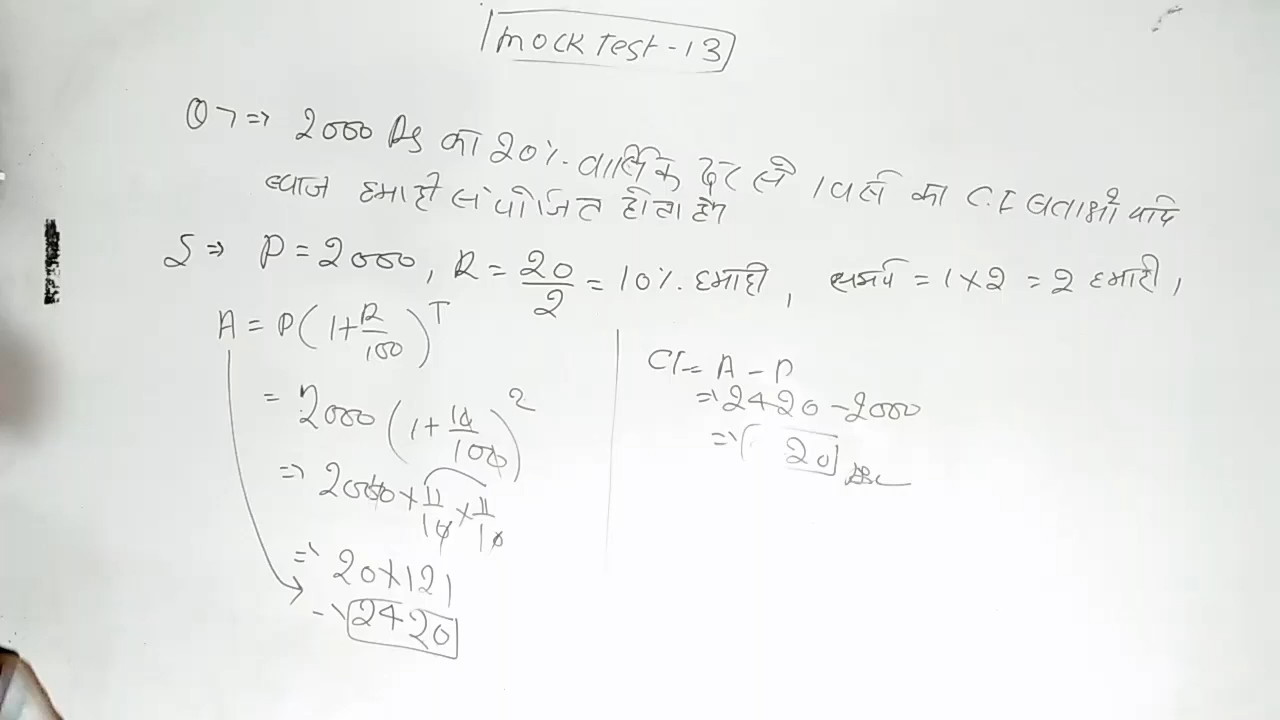 mock Test - 13
Q7 ⇒ 2000 Rs का 20% वार्षिक दर से 1 वर्ष का C.I बताओ यदि
ब्याज छमाही संयोजित होता है।
S ⇒ P = 2000, R = 20/2 = 10% छमाही, समय = 1×2 = 2 छमाही,
A = P(1+R/100)^T
= 2000(1+10/100)^2
⇒ 2000×11/10×11/10
⇒ 20×121
⇒ 2420
CI = A - P
⇒ 2420 - 2000
⇒ 20